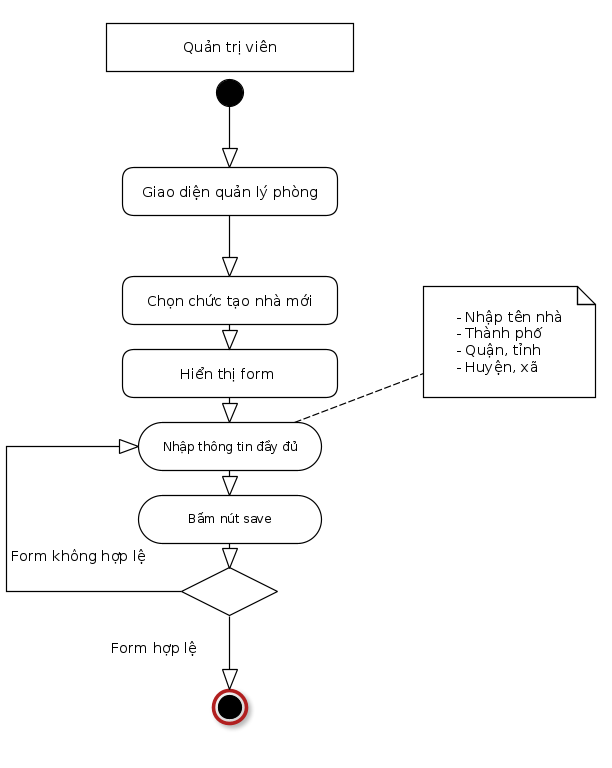 Quản trị viên
Giao diện quản lý phòng
Chọn chức tạo nhà mới
Hiển thị form
- Nhập tên nhà
- Thành phố
- Quận, tỉnh
- Huyện, xã
Nhập thông tin đầy đủ
Bấm nút save
Form không hợp lệ
Form hợp lệ